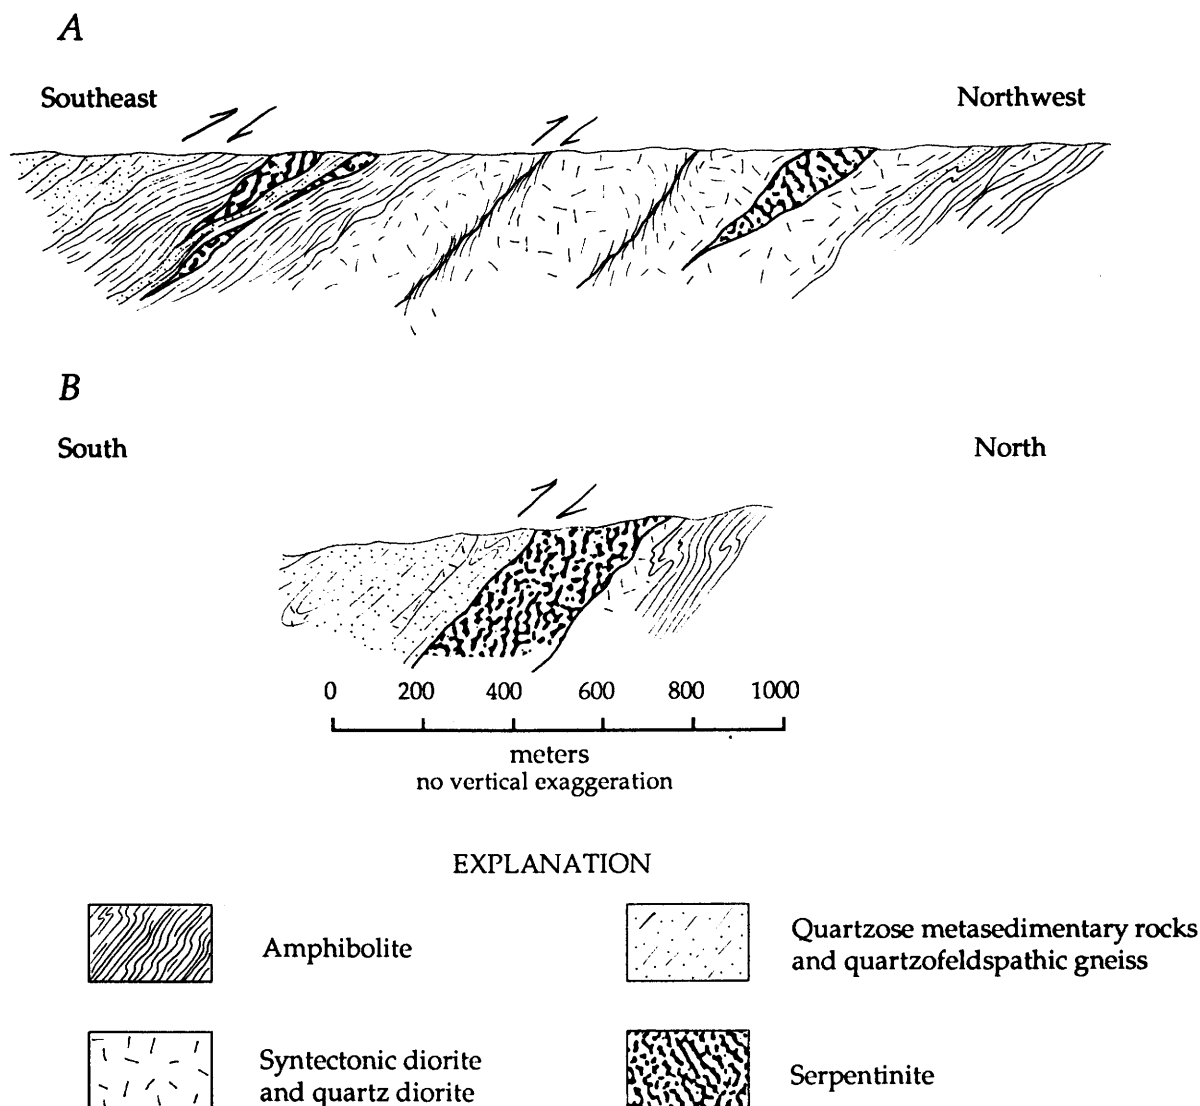 A
Southeast
Northwest
B
South
North
0 200 400 600 800 1000
meters
no vertical exaggeration
EXPLANATION
Amphibolite
Quartzose metasedimentary rocks
and quartzofeldspathic gneiss
Syntectonic diorite
and quartz diorite
Serpentinite